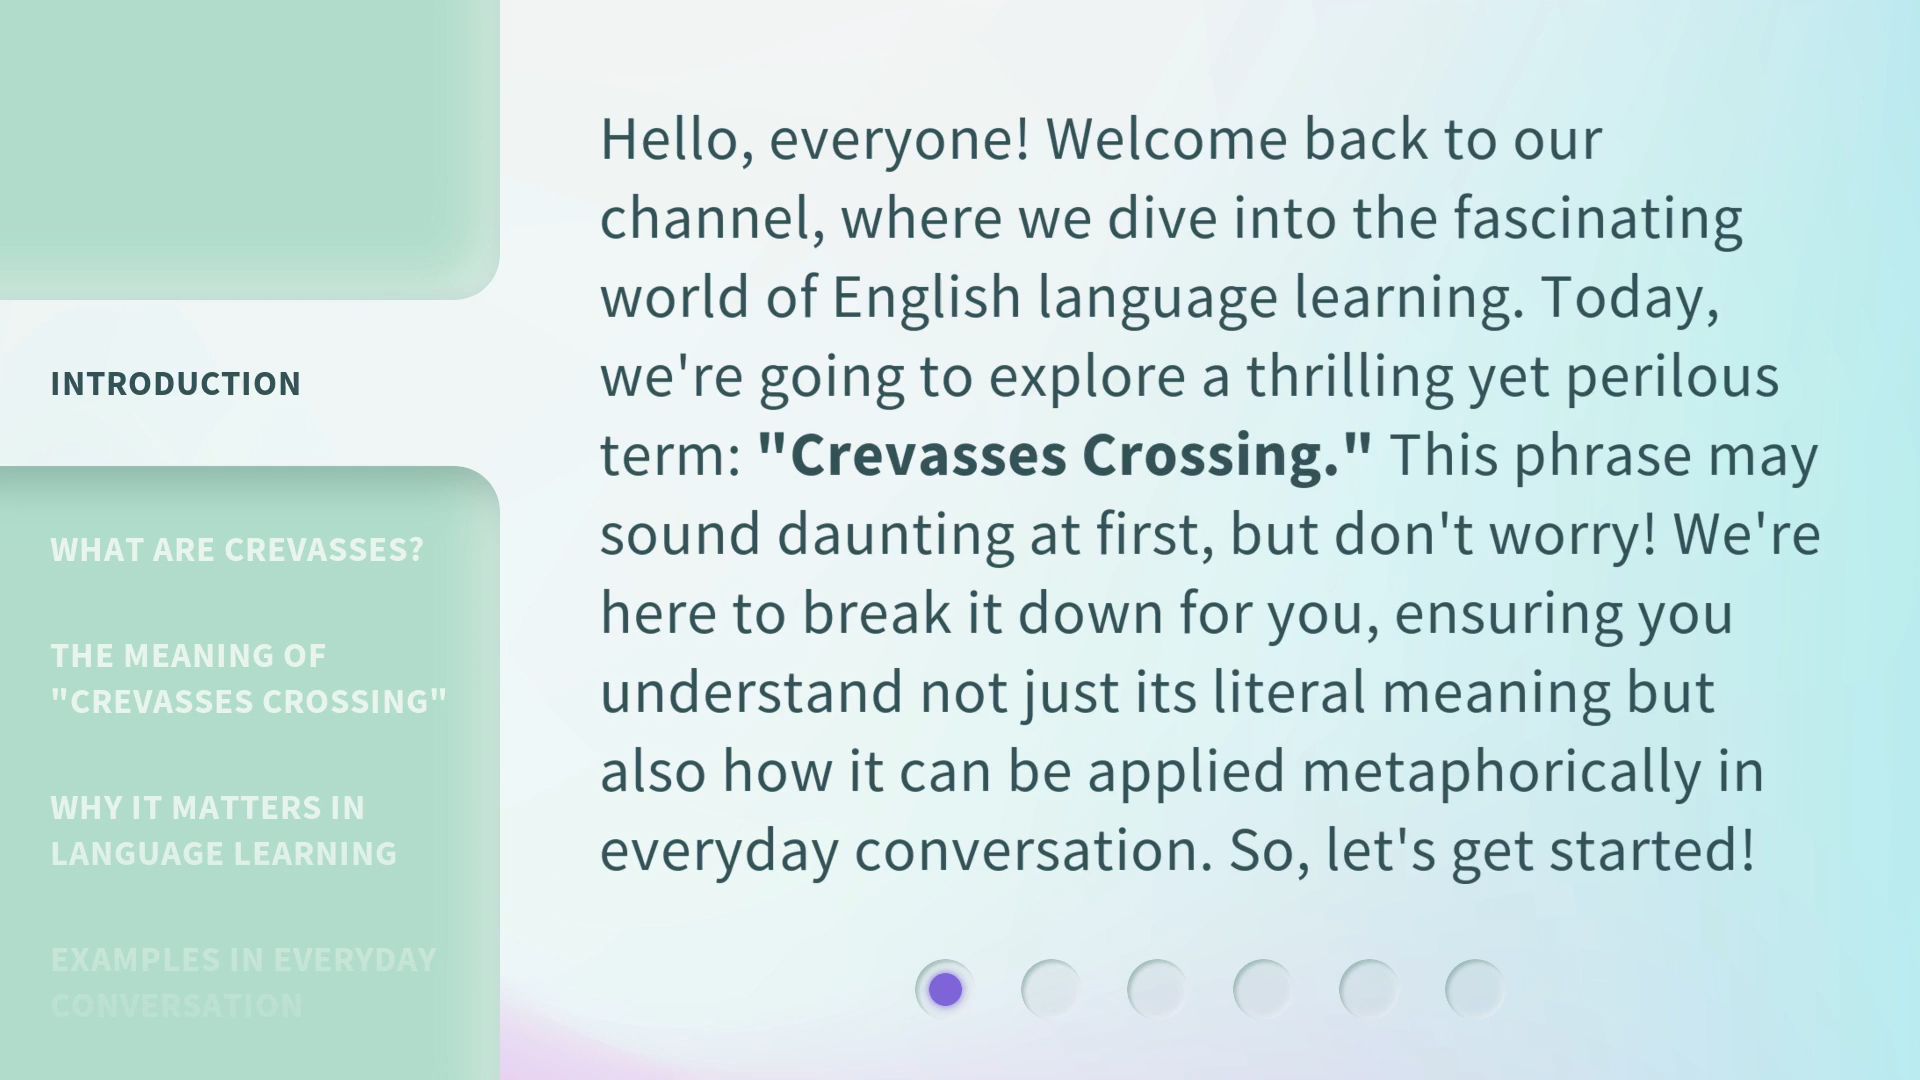 INTRODUCTION
WHAT ARE CREVASSES?
THE MEANING OF
"CREVASSES CROSSING"
WHY IT MATTERS IN
LANGUAGE LEARNING
EXAMPLES IN EVERYDAY
CONVERSATION
Hello, everyone! Welcome back to our
channel, where we dive into the fascinating
world of English language learning. Today,
we're going to explore a thrilling yet perilous
term: "Crevasses Crossing." This phrase may
sound daunting at first, but don't worry! We're
here to break it down for you, ensuring you
understand not just its literal meaning but
also how it can be applied metaphorically in
everyday conversation. So, let's get started!